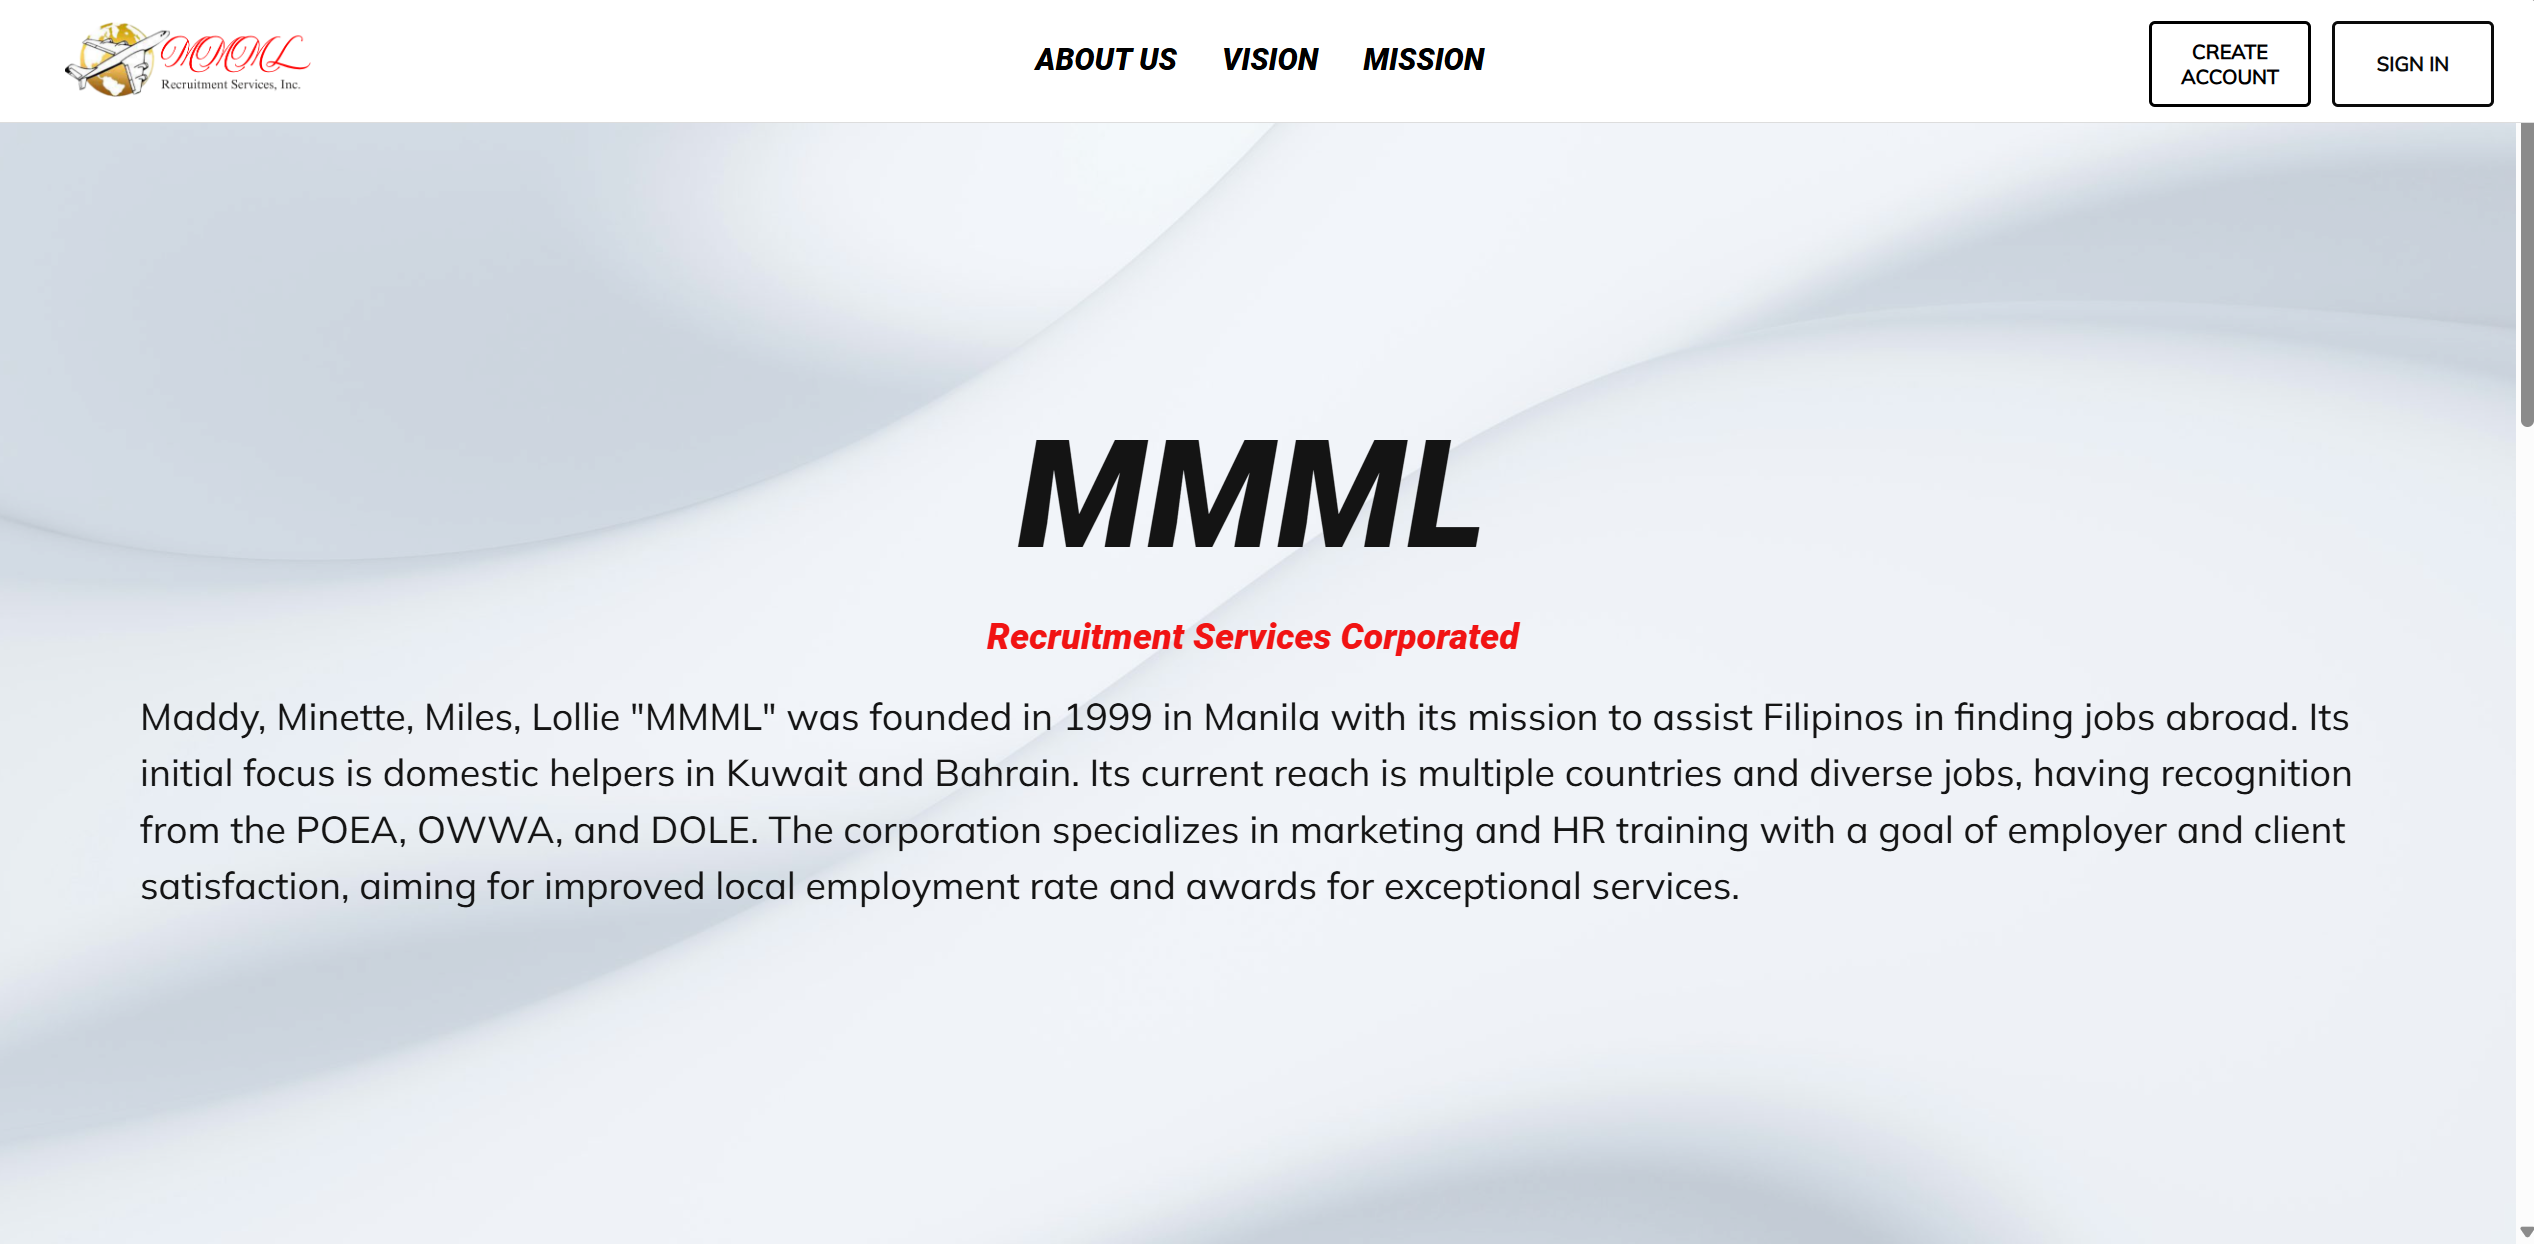 MMML
Recruitment Services, Inc.
ABOUT US VISION MISSION
CREATE
ACCOUNT
SIGN IN
MMML
Recruitment Services Corporated
Maddy, Minette, Miles, Lollie "MMML" was founded in 1999 in Manila with its mission to assist Filipinos in finding jobs abroad. Its
initial focus is domestic helpers in Kuwait and Bahrain. Its current reach is multiple countries and diverse jobs, having recognition
from the POEA, OWWA, and DOLE. The corporation specializes in marketing and HR training with a goal of employer and client
satisfaction, aiming for improved local employment rate and awards for exceptional services.